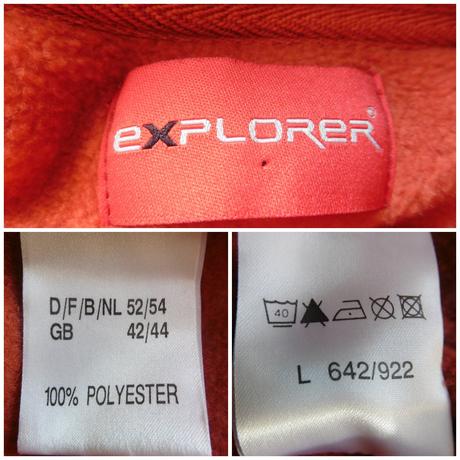 eXPLORER®
D/F/B/NL 52/54
GB 42/44
100% POLYESTER
40
L 642/922